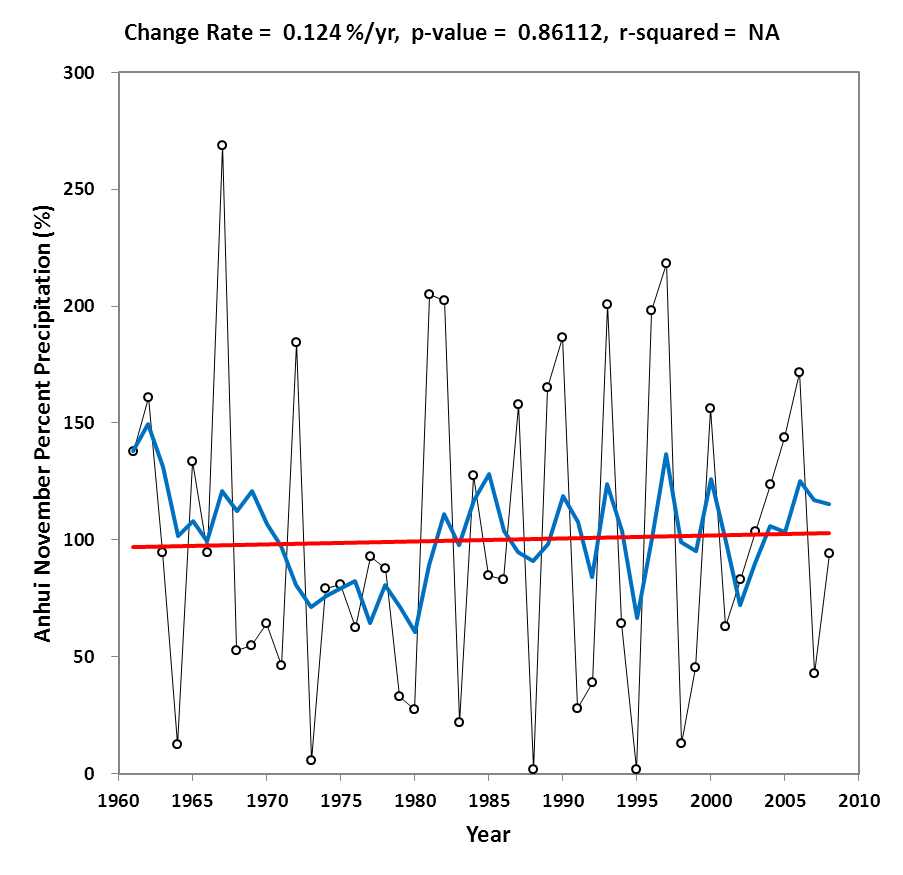 Change Rate = 0.124 %/yr, p-value = 0.86112, r-squared = NA
300
250
200
150
100
50
0
Anhui November Percent Precipitation (%)
1960 1965 1970 1975 1980 1985 1990 1995 2000 2005 2010
Year